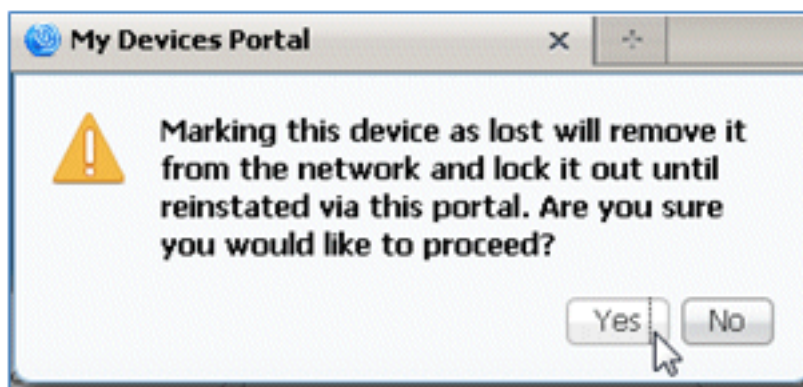 My Devices Portal
Marking this device as lost will remove it
from the network and lock it out until
reinstated via this portal. Are you sure
you would like to proceed?
Yes
No